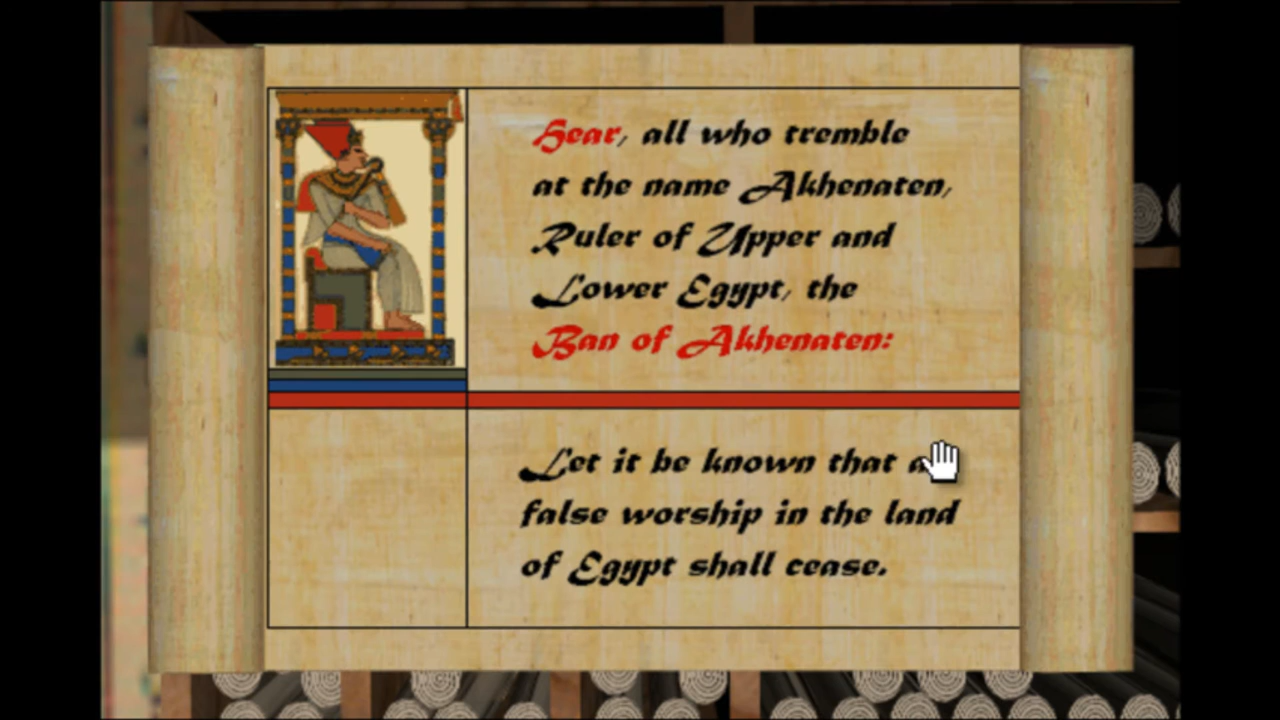 Hear, all who tremble
at the name Akhenaten,
Ruler of Upper and
Lower Egypt, the
Ban of Akhenaten:
Let it be known that
false worship in the land
of Egypt shall cease.